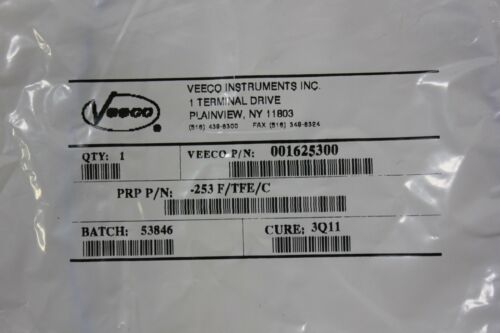 VEECO INSTRUMENTS INC.
1 TERMINAL DRIVE
PLAINVIEW, NY 11803
(516) 439-8300 FAX (516) 349-8324
Veeco ®
QTY: 1 VEECO P/N: 001625300
PRP P/N: -253 F/TFE/C
BATCH: 53846 CURE: 3Q11